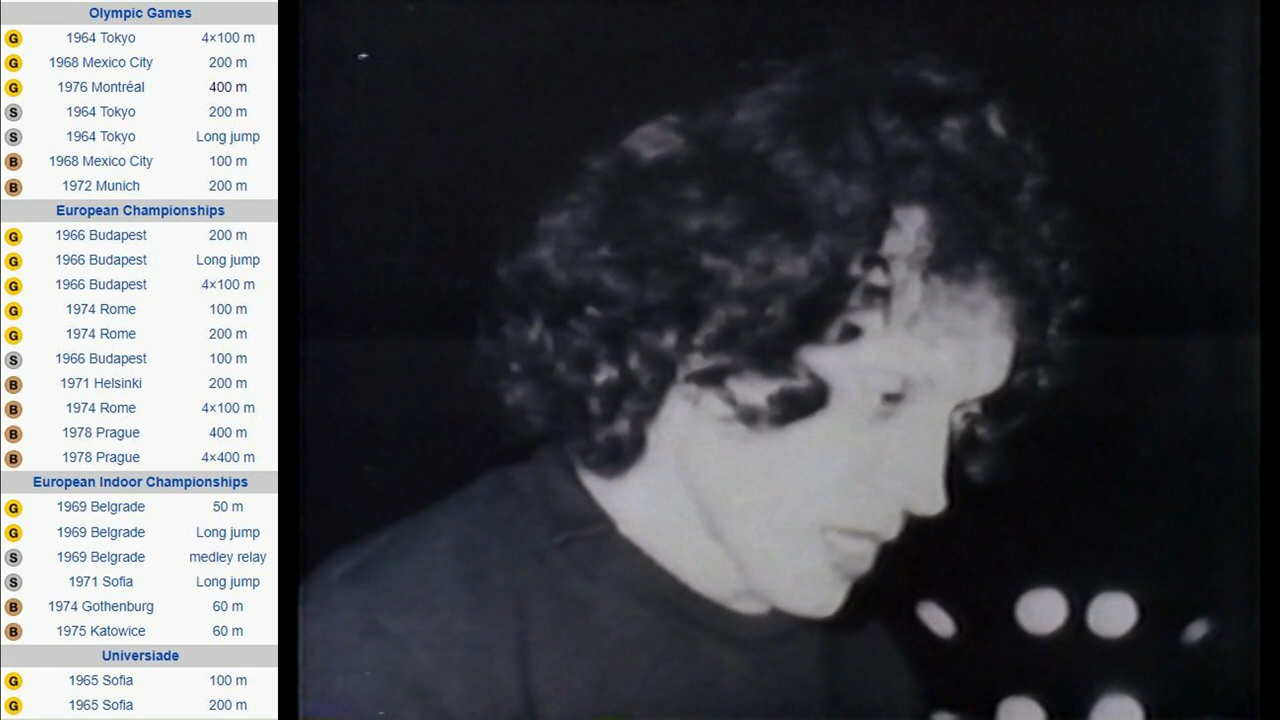 Olympic Games
G 1964 Tokyo 4×100 m
G 1968 Mexico City 200 m
G 1976 Montréal 400 m
S 1964 Tokyo 200 m
S 1964 Tokyo Long jump
B 1968 Mexico City 100 m
B 1972 Munich 200 m
European Championships
G 1966 Budapest 200 m
G 1966 Budapest Long jump
G 1966 Budapest 4×100 m
G 1974 Rome 100 m
G 1974 Rome 200 m
S 1966 Budapest 100 m
B 1971 Helsinki 200 m
B 1974 Rome 4×100 m
B 1978 Prague 400 m
B 1978 Prague 4×400 m
European Indoor Championships
G 1969 Belgrade 50 m
G 1969 Belgrade Long jump
S 1969 Belgrade medley relay
S 1971 Sofia Long jump
B 1974 Gothenburg 60 m
B 1975 Katowice 60 m
Universiade
G 1965 Sofia 100 m
G 1965 Sofia 200 m